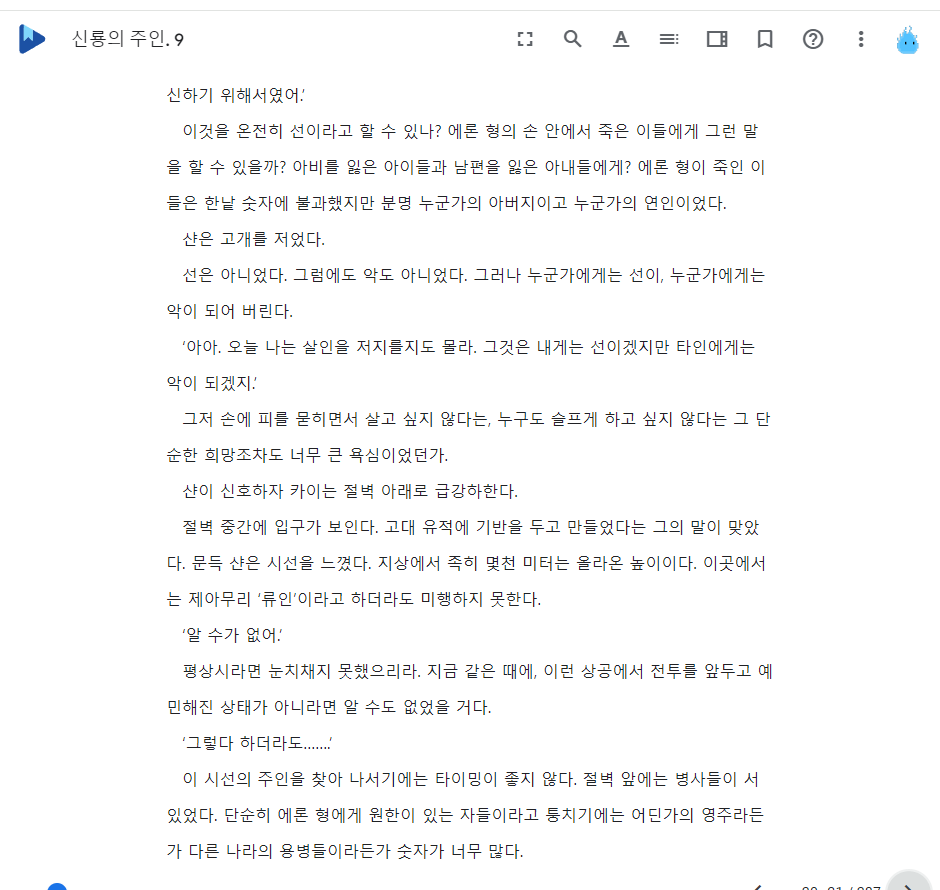 신룡의 주인. 9
신하기 위해서였어.’
이것을 온전히 선이라고 할 수 있나? 에론 형의 손 안에서 죽은 이들에게 그런 말
을 할 수 있을까? 아비를 잃은 아이들과 남편을 잃은 아내들에게? 에론 형이 죽인 이
들은 한낱 숫자에 불과했지만 분명 누군가의 아버지이고 누군가의 연인이었다.
샨은 고개를 저었다.
선은 아니었다. 그럼에도 악도 아니었다. 그러나 누군가에게는 선이, 누군가에게는
악이 되어 버린다.
‘아아. 오늘 나는 살인을 저지를지도 몰라. 그것은 내게는 선이겠지만 타인에게는
악이 되겠지.’
그저 손에 피를 묻히면서 살고 싶지 않다는, 누구도 슬프게 하고 싶지 않다는 그 단
순한 희망조차도 너무 큰 욕심이었던가.
샨이 신호하자 카이는 절벽 아래로 급강하한다.
절벽 중간에 입구가 보인다. 고대 유적에 기반을 두고 만들었다는 그의 말이 맞았
다. 문득 샨은 시선을 느꼈다. 지상에서 족히 몇천 미터는 올라온 높이이다. 이곳에서
는 제아무리 ‘류인’이라고 하더라도 미행하지 못한다.
‘알 수가 없어.’
평상시라면 눈치채지 못했으리라. 지금 같은 때에, 이런 상공에서 전투를 앞두고 예
민해진 상태가 아니라면 알 수도 없었을 거다.
‘그렇다 하더라도…….’
이 시선의 주인을 찾아 나서기에는 타이밍이 좋지 않다. 절벽 앞에는 병사들이 서
있었다. 단순히 에론 형에게 원한이 있는 자들이라고 퉁치기에는 어딘가의 영주라든
가 다른 나라의 용병들이라든가 숫자가 너무 많다.